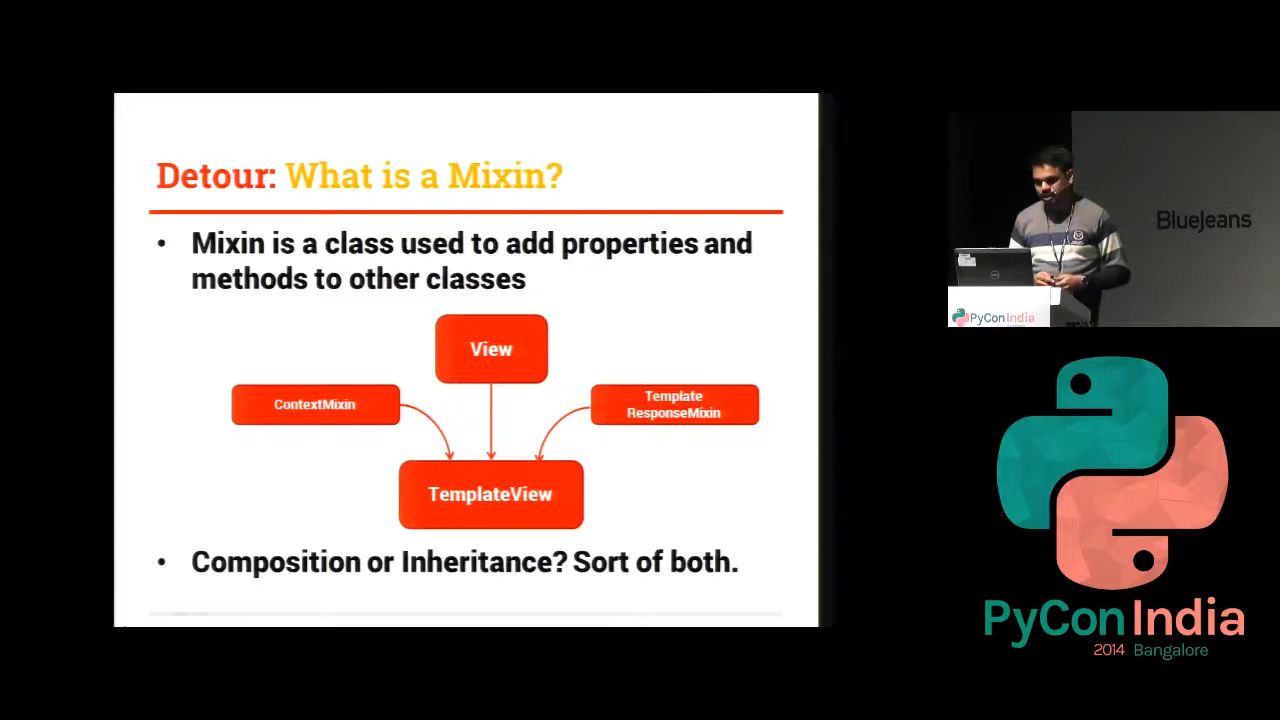 Detour: What is a Mixin?
• Mixin is a class used to add properties and
methods to other classes
View
ContextMixin
Template
ResponseMixin
TemplateView
• Composition or Inheritance? Sort of both.
BlueJeans
PyCon INDIA
PyCon India
2014 Bangalore